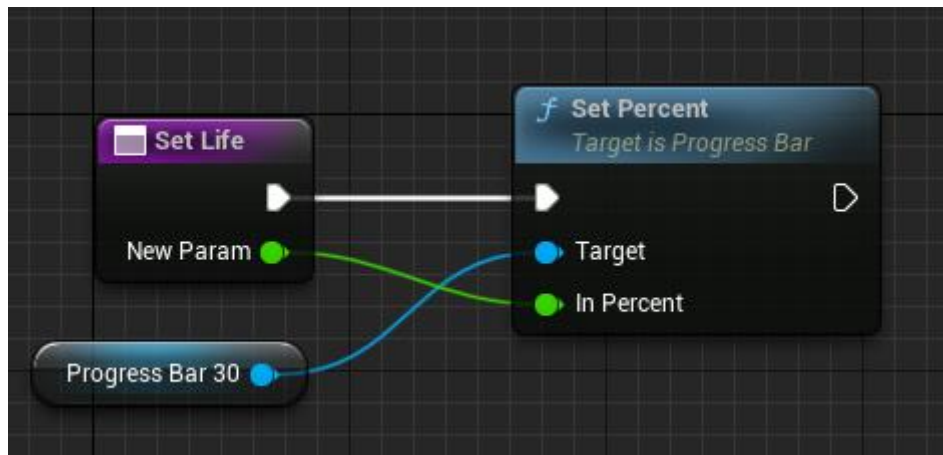 Set Life
New Param
Progress Bar 30
f Set Percent
Target is Progress Bar
Target
In Percent